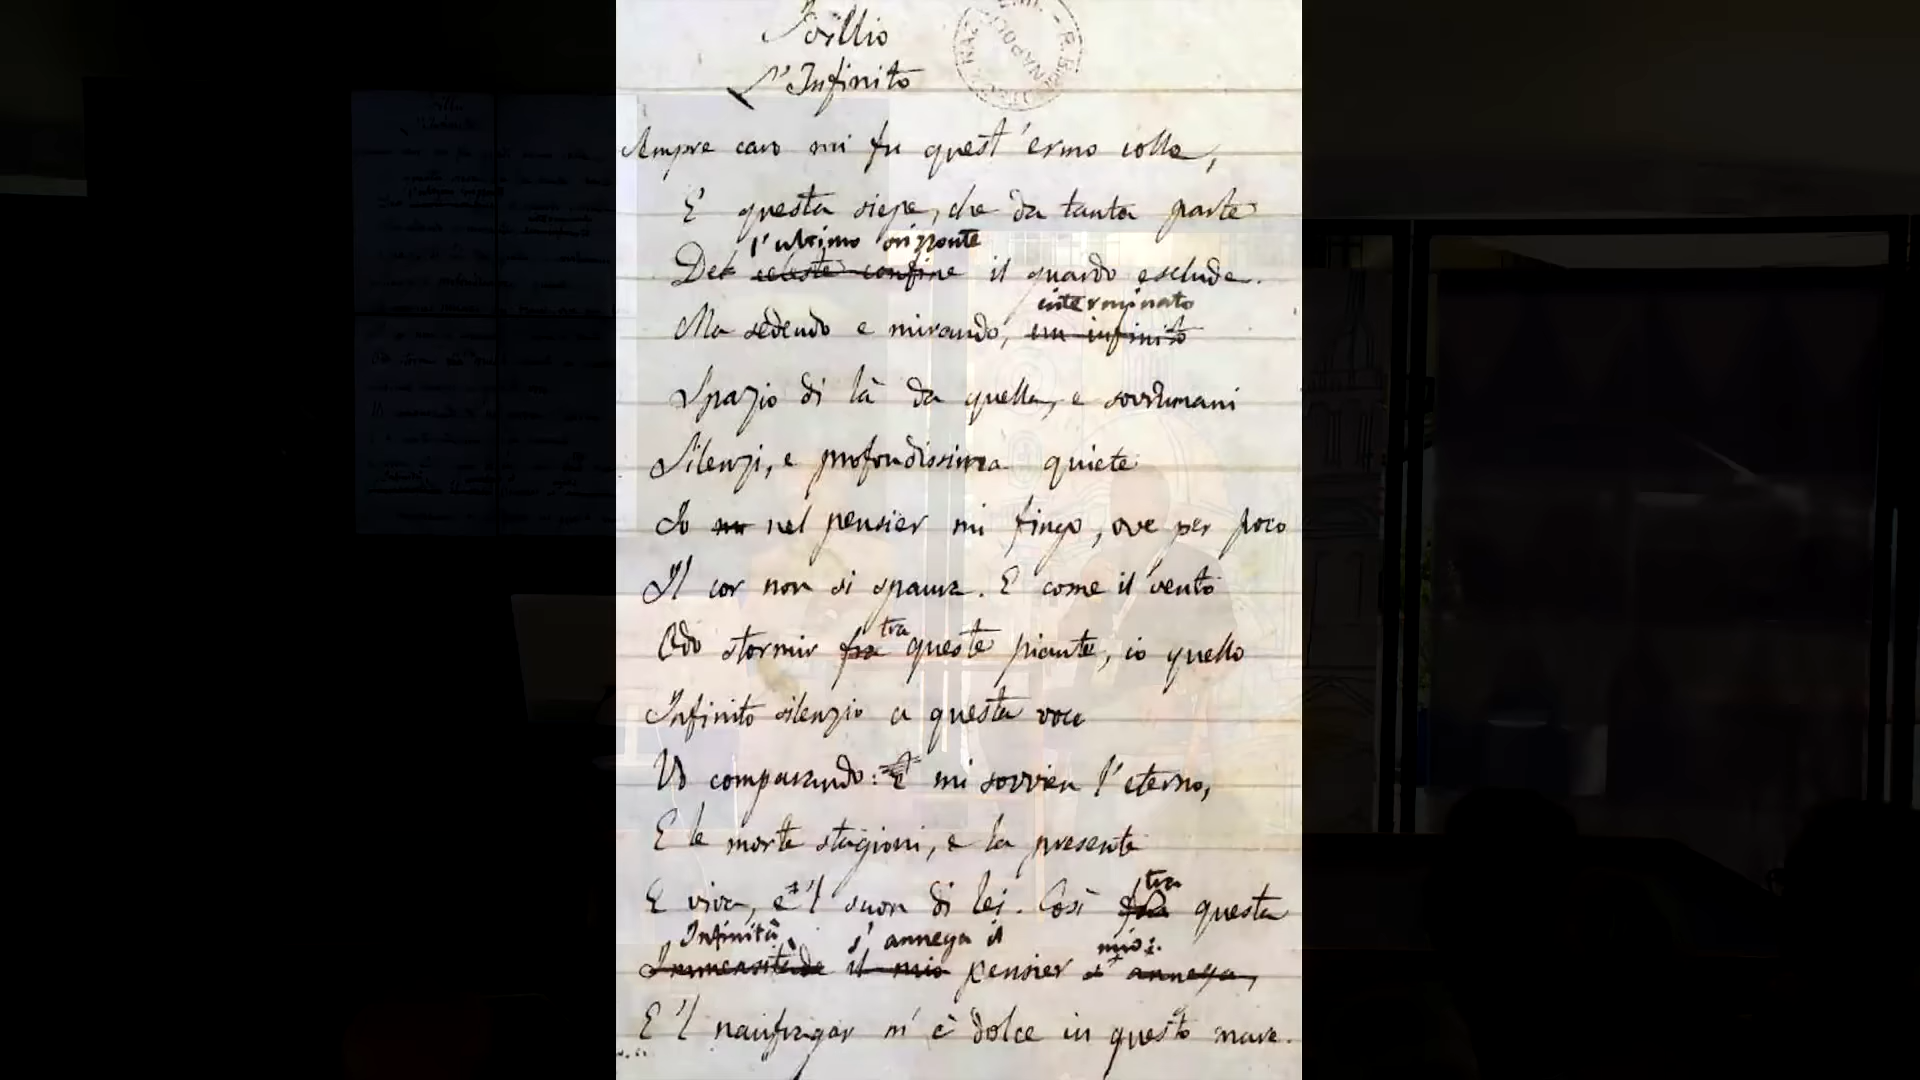 Idillio
L'Infinito
Sempre caro mi fu quest'ermo colle,
E questa siepe, che da tanta parte
l'ultimo orizzonte
Del celeste confine il guardo esclude.
interminato
Ma sedendo e mirando, un infinito
Spazio di là da quella, e sovrumani
Silenzi, e profondissima quiete
Io nel pensier mi fingo, ove per poco
Il cor non si spaura. E come il vento
tra
Odo stormir fra queste piante, io quello
Infinito silenzio a questa voce
Vo comparando: E mi sovvien l'eterno,
E le morte stagioni, e la presente
tra
E viva, e 'l suon di lei. Così fra questa
Infinità s'annega il mio:
Immensitade il mio pensier s'annega,
E 'l naufragar m'è dolce in questo mare.